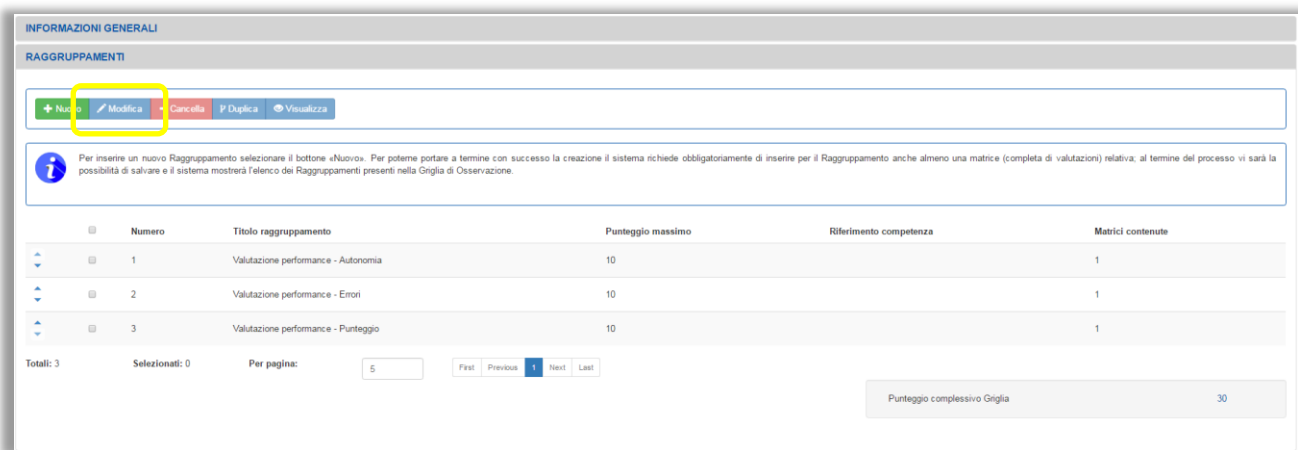 INFORMAZIONI GENERALI
RAGGRUPPAMENTI
Nuovo Modifica Cancella Duplica Visualizza
Per inserire un nuovo Raggruppamento selezionare il bottone «Nuovo». Per poterne portare a termine con successo la creazione il sistema richiede obbligatoriamente di inserire per il Raggruppamento anche almeno una matrice (completa di valutazioni) relativa; al termine del processo vi sarà la
possibilità di salvare e il sistema mostrerà l'elenco dei Raggruppamenti presenti nella Griglia di Osservazione.
Numero Titolo raggruppamento Punteggio massimo Riferimento competenza Matrici contenute
1 Valutazione performance - Autonomia 10 1
2 Valutazione performance - Errori 10 1
3 Valutazione performance - Punteggio 10 1
Totali: 3 Selezionati: 0 Per pagina: 5 First Previous 1 Next Last
Punteggio complessivo Griglia 30